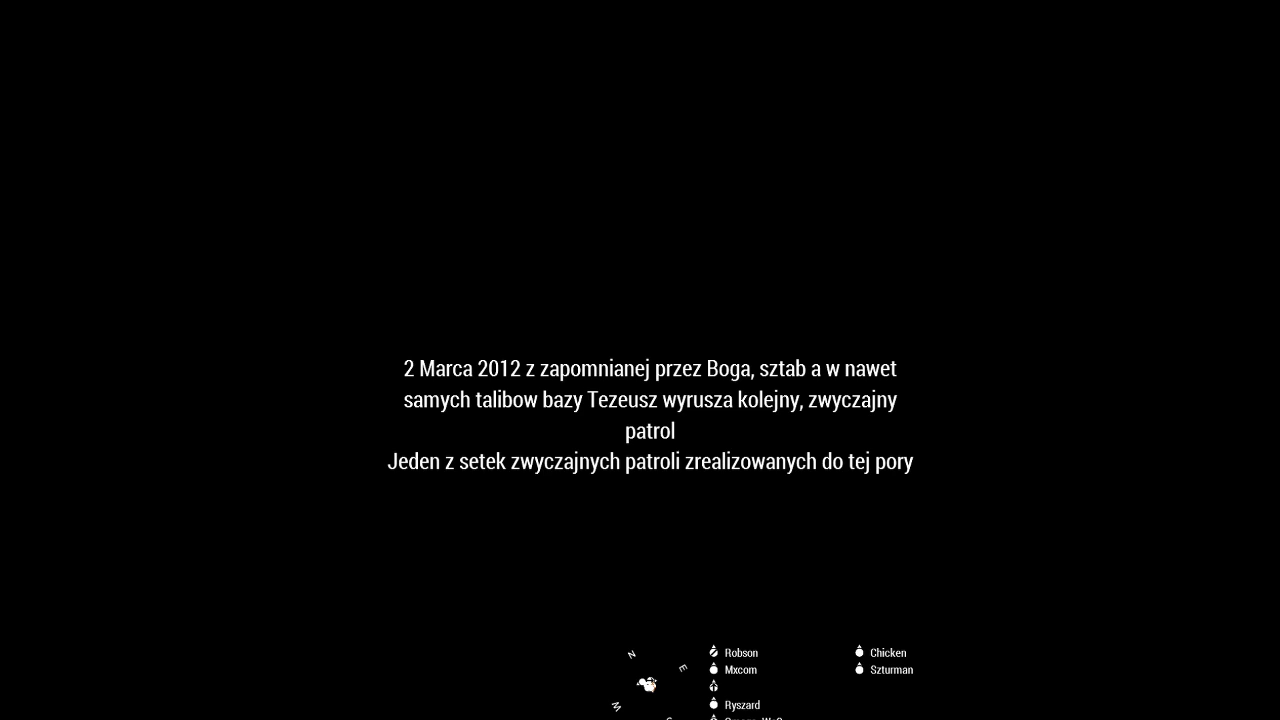 2 Marca 2012 z zapomnianej przez Boga, sztab a w nawet
samych talibow bazy Tezeusz wyrusza kolejny, zwyczajny
patrol
Jeden z setek zwyczajnych patroli zrealizowanych do tej pory
N
E
W
Robson
Mxcom
Ryszard
Chicken
Szturman